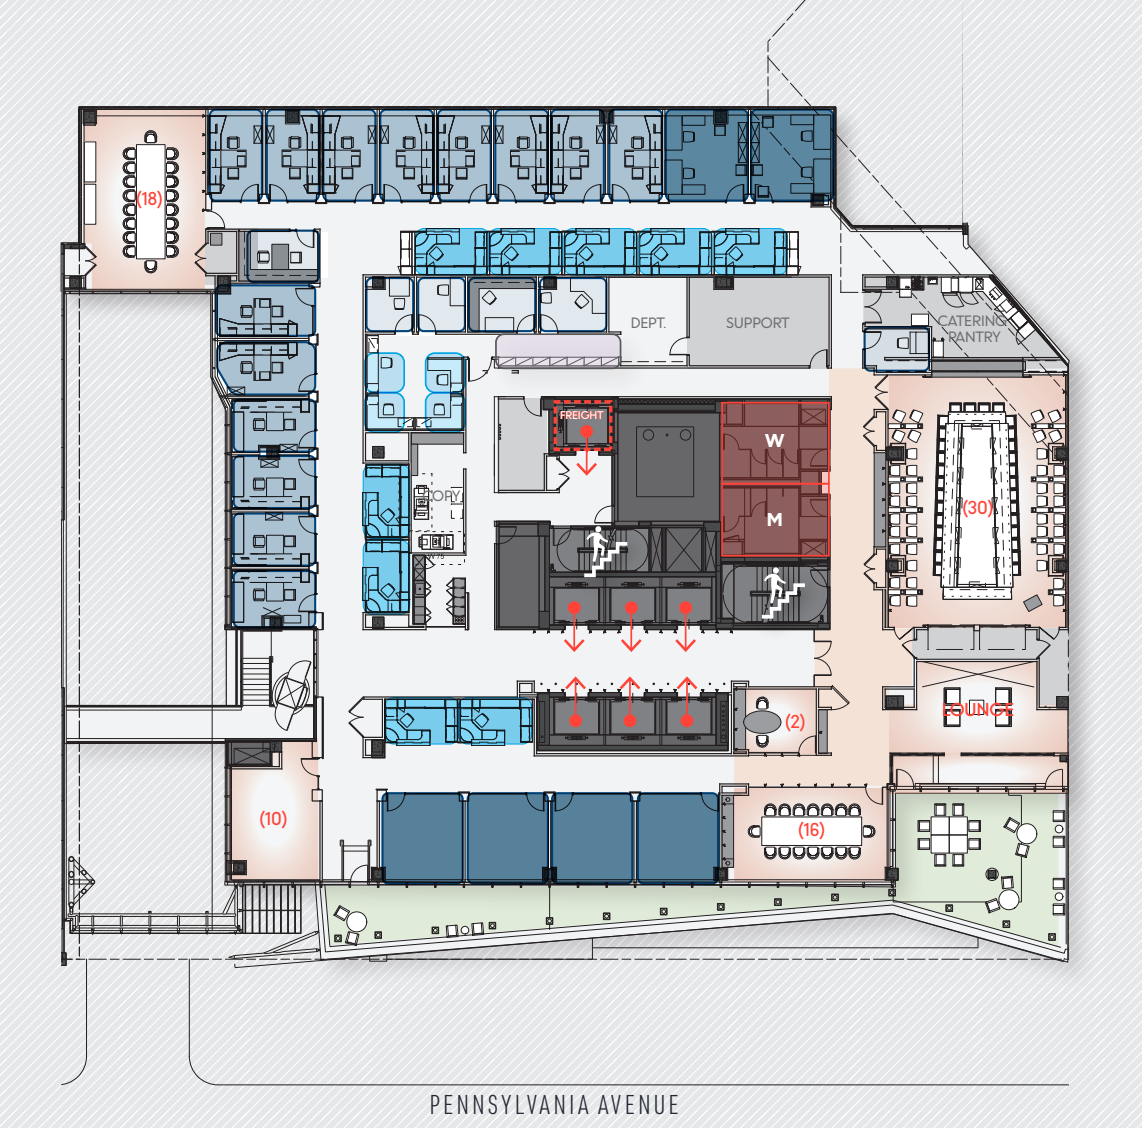 (18)
DEPT.
SUPPORT
CATERING
PANTRY
FREIGHT
W
COPY
(30)
M
LOUNGE
(2)
(10)
(16)
PENNSYLVANIA AVENUE